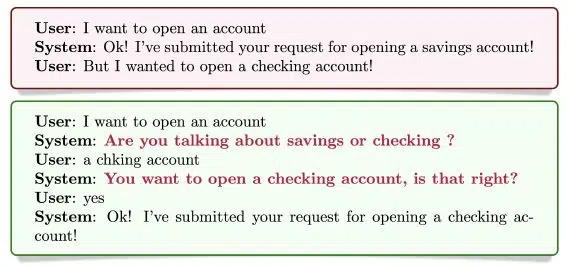 User: I want to open an account
System: Ok! I've submitted your request for opening a savings account!
User: But I wanted to open a checking account!
User: I want to open an account
System: Are you talking about savings or checking ?
User: a chking account
System: You want to open a checking account, is that right?
User: yes
System: Ok! I've submitted your request for opening a checking ac-
count!